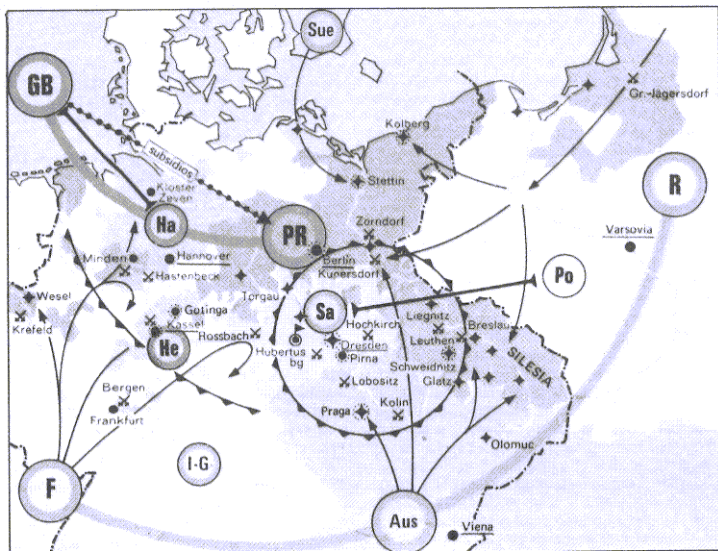 Sue
GB
Gr.-Jägersdorf
Kolberg
subsidios
Stettin
R
Kloster
Zeven
Ha
Zorndorf
PR
Varsovia
Minden
Hannover
Berlin
Kunersdorf
Hastenbeck
Po
Wesel
Torgau
Sa
Gotinga
Liegnitz
Breslau
Krefeld
Kassel
Rossbach
Hochkirch
Leuthen
He
Hubertus
bg
Dresden
Pirna
Schweidnitz
SILESIA
Lobositz
Glatz
Bergen
Praga
Kolin
Frankfurt
Olomuc
I-G
F
Aus
Viena